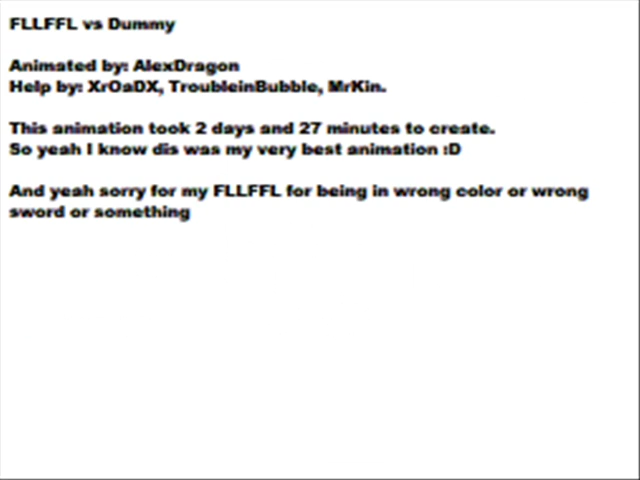 FLLFFL vs Dummy
Animated by: AlexDragon
Help by: XrOaDX, TroubleinBubble, MrKin.
This animation took 2 days and 27 minutes to create.
So yeah I know dis was my very best animation :D
And yeah sorry for my FLLFFL for being in wrong color or wrong
sword or something